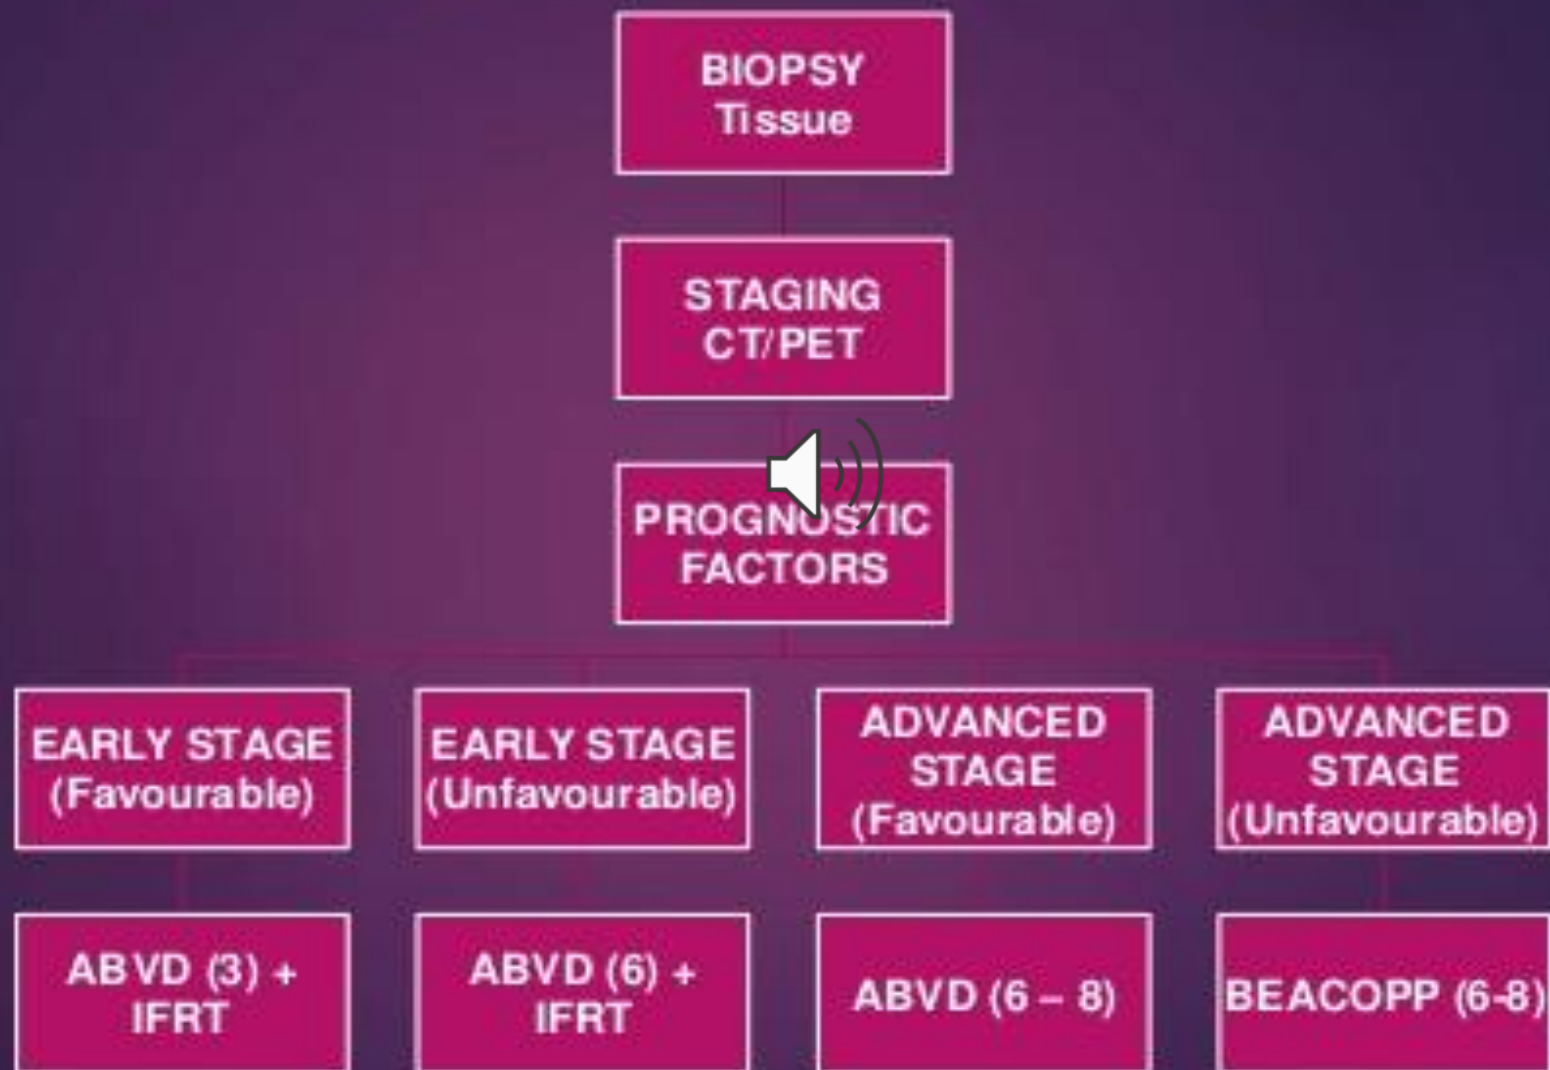 BIOPSY
Tissue
STAGING
CT/PET
PROGNOSTIC
FACTORS
EARLY STAGE
(Favourable)
EARLY STAGE
(Unfavourable)
ADVANCED
STAGE
(Favourable)
ADVANCED
STAGE
(Unfavourable)
ABVD (3) +
IFRT
ABVD (6) +
IFRT
ABVD (6 – 8)
BEACOPP (6-8)